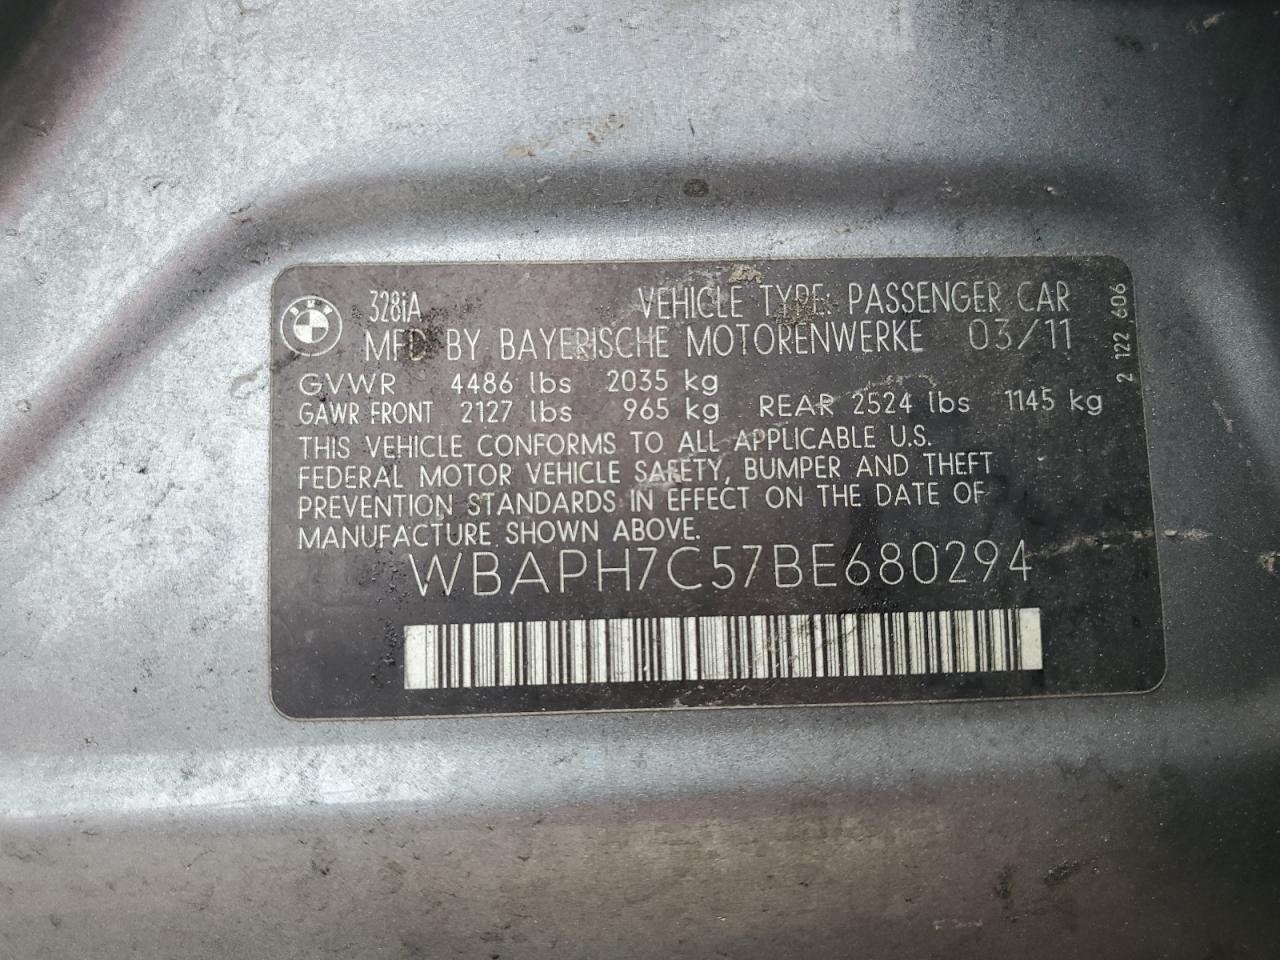 328iA VEHICLE TYPE: PASSENGER CAR
MFD BY BAYERISCHE MOTORENWERKE 03/11
GVWR 4486 lbs 2035 kg
GAWR FRONT 2127 lbs 965 kg REAR 2524 lbs 1145 kg
THIS VEHICLE CONFORMS TO ALL APPLICABLE U.S.
FEDERAL MOTOR VEHICLE SAFETY, BUMPER AND THEFT
PREVENTION STANDARDS IN EFFECT ON THE DATE OF
MANUFACTURE SHOWN ABOVE.
WBAPH7C57BE680294
2 122 606